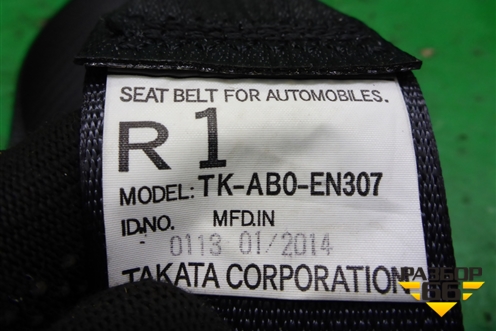 SEAT BELT FOR AUTOMOBILES.
R 1
MODEL: TK-AB0-EN307
ID.NO. MFD.IN
0113 01/2014
TAKATA CORPORATION
РАЗБОР
66